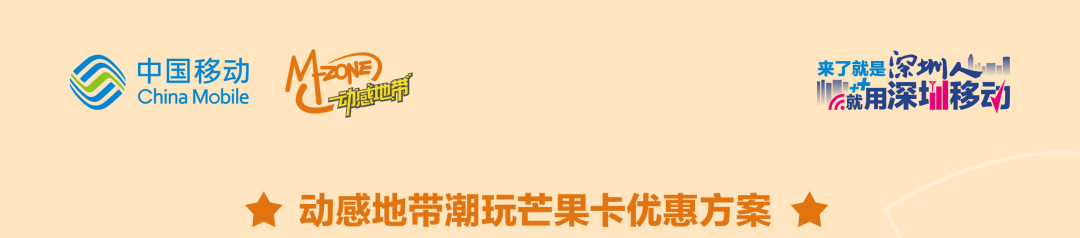 中国移动
China Mobile
M-ZONE
动感地带
来了就是深圳人
就用深圳移动
动感地带潮玩芒果卡优惠方案